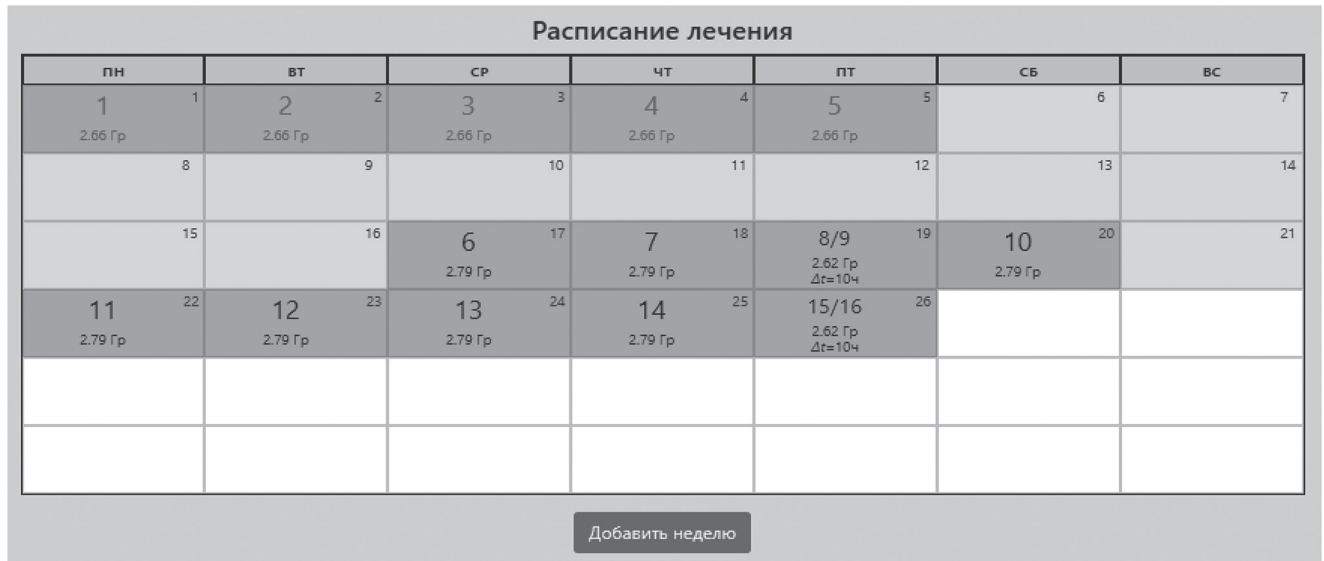 Расписание лечения
ПН ВТ СР ЧТ ПТ СБ ВС
1 1 2 2 3 3 4 4 5 5 6 7
2.66 Гр 2.66 Гр 2.66 Гр 2.66 Гр 2.66 Гр
8 9 10 11 12 13 14
15 16 6 17 7 18 8/9 19 10 20 21
2.79 Гр 2.79 Гр 2.62 Гр 2.79 Гр
Δt=10ч
11 22 12 23 13 24 14 25 15/16 26
2.79 Гр 2.79 Гр 2.79 Гр 2.79 Гр 2.62 Гр
Δt=10ч
Добавить неделю